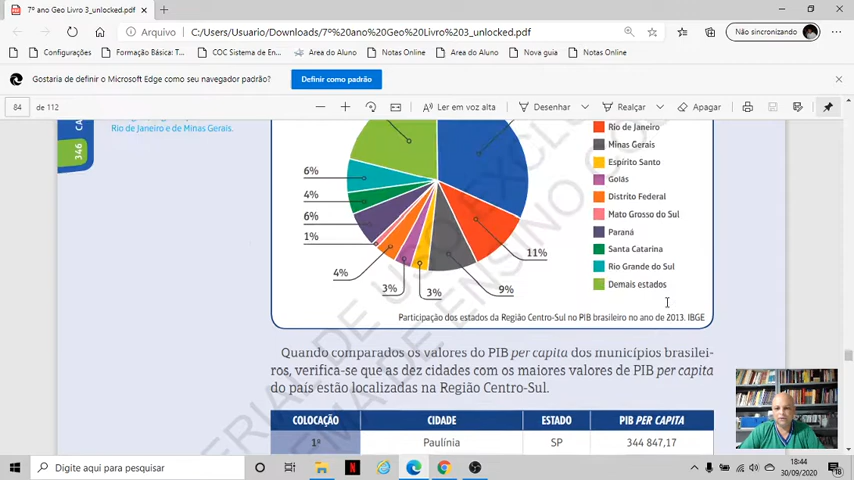 7º ano Geo Livro 3_unlocked.pdf
C:/Users/Usuario/Downloads/7º%20ano%20Geo%20Livro%203_unlocked.pdf
Não sincronizando
Configurações
Formação Básica: T...
COC Sistema de En...
Area do Aluno
Notas Online
Area do Aluno
Nova guia
Notas Online
Gostaria de definir o Microsoft Edge como seu navegador padrão?
Definir como padrão
84
de 112
Ler em voz alta
Desenhar
Realçar
Apagar
346
CA
Rio de Janeiro e de Minas Gerais.
6%
4%
6%
1%
4%
3%
3%
9%
11%
Rio de Janeiro
Minas Gerais
Espírito Santo
Goiás
Distrito Federal
Mato Grosso do Sul
Paraná
Santa Catarina
Rio Grande do Sul
Demais estados
Participação dos estados da Região Centro-Sul no PIB brasileiro no ano de 2013. IBGE
Quando comparados os valores do PIB per capita dos municípios brasilei-
ros, verifica-se que as dez cidades com os maiores valores de PIB per capita
do país estão localizadas na Região Centro-Sul.
COLOCAÇÃO CIDADE ESTADO PIB PER CAPITA
1ª Paulínia SP 344 847,17
Digite aqui para pesquisar
18:44
30/09/2020
18